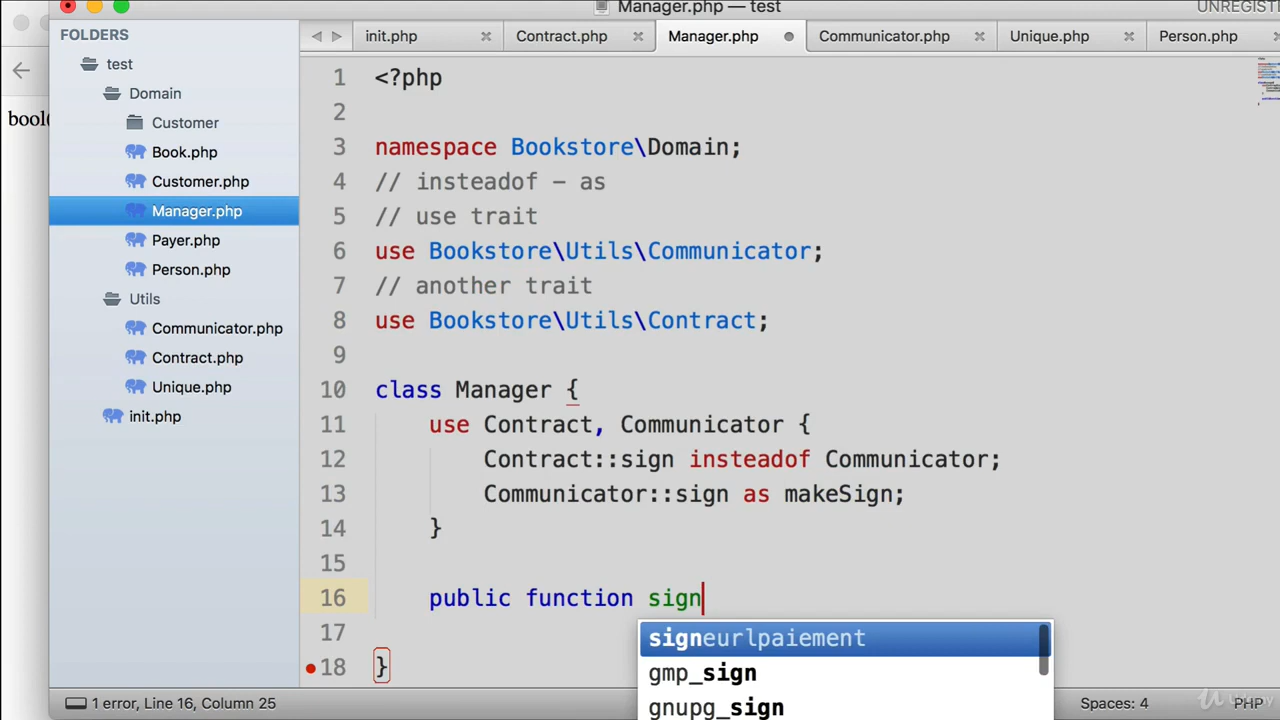 Manager.php — test
UNREGISTE
FOLDERS
test
Domain
Customer
Book.php
Customer.php
Manager.php
Payer.php
Person.php
Utils
Communicator.php
Contract.php
Unique.php
init.php
bool(
init.php
Contract.php
Manager.php
Communicator.php
Unique.php
Person.php
1 <?php
2
3 namespace Bookstore\Domain;
4 // insteadof - as
5 // use trait
6 use Bookstore\Utils\Communicator;
7 // another trait
8 use Bookstore\Utils\Contract;
9
10 class Manager {
11 use Contract, Communicator {
12 Contract::sign insteadof Communicator;
13 Communicator::sign as makeSign;
14 }
15
16 public function sign
17
18 }
signeurlpaiement
gmp_sign
gnupg_sign
1 error, Line 16, Column 25
Spaces: 4
PHP
Udemy